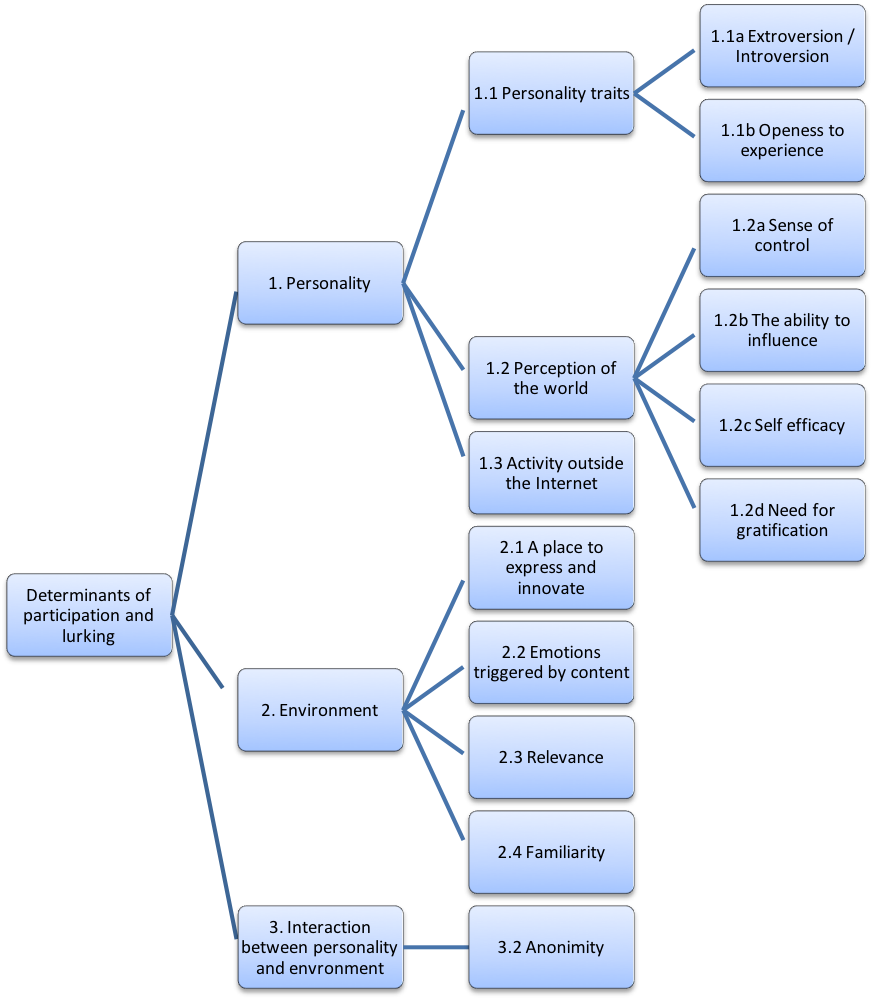 Determinants of
participation and
lurking
1. Personality
1.1 Personality traits
1.1a Extroversion /
Introversion
1.1b Openess to
experience
1.2 Perception of
the world
1.2a Sense of
control
1.2b The ability to
influence
1.2c Self efficacy
1.2d Need for
gratification
1.3 Activity outside
the Internet
2. Environment
2.1 A place to
express and
innovate
2.2 Emotions
triggered by content
2.3 Relevance
2.4 Familiarity
3. Interaction
between personality
and envronment
3.2 Anonimity